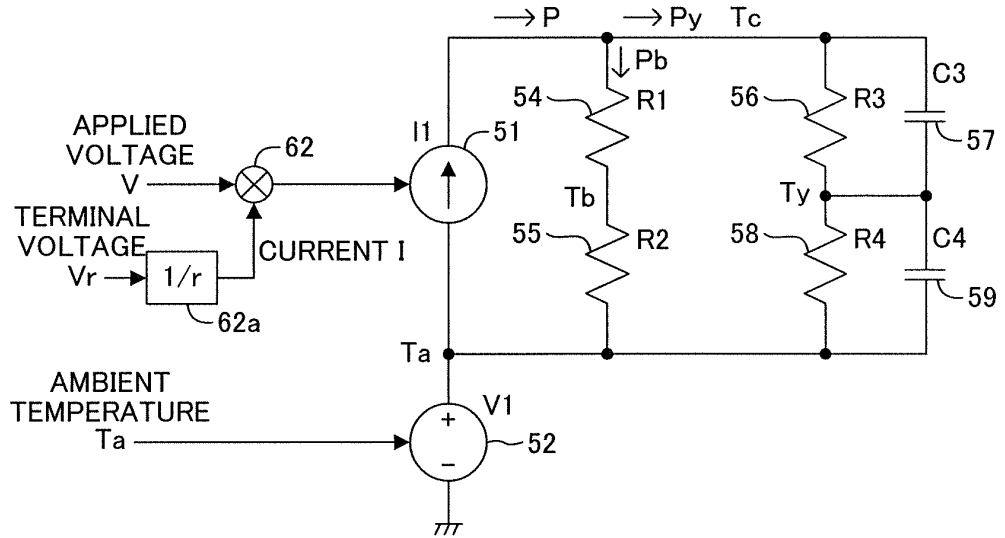 P
Py
Tc
Pb
54
R1
56
R3
C3
57
APPLIED
VOLTAGE
V
62
I1
51
Tb
Ty
TERMINAL
VOLTAGE
Vr
1/r
CURRENT I
62a
55
R2
58
R4
C4
59
Ta
AMBIENT
TEMPERATURE
Ta
V1
+
−
52